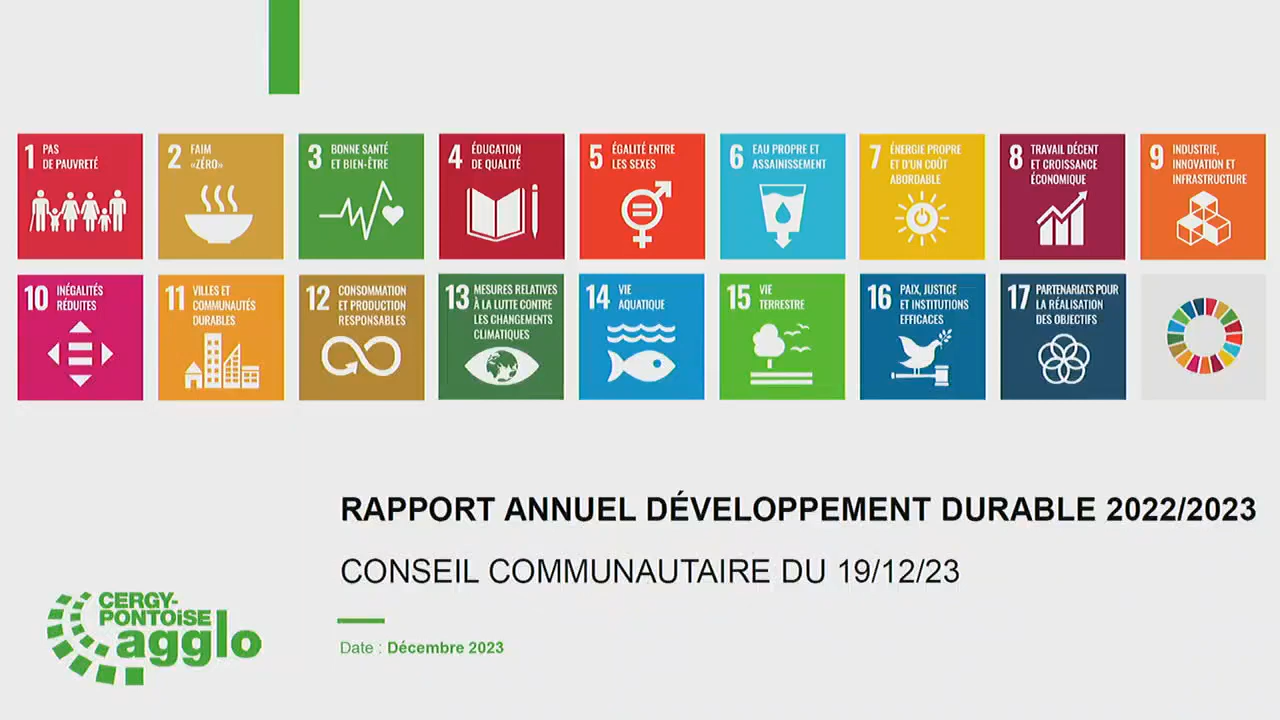 1 PAS
DE PAUVRETÉ
2 FAIM
«ZÉRO»
3 BONNE SANTÉ
ET BIEN-ÊTRE
4 ÉDUCATION
DE QUALITÉ
5 ÉGALITÉ ENTRE
LES SEXES
6 EAU PROPRE ET
ASSAINISSEMENT
7 ÉNERGIE PROPRE
ET D'UN COÛT
ABORDABLE
8 TRAVAIL DÉCENT
ET CROISSANCE
ÉCONOMIQUE
9 INDUSTRIE,
INNOVATION ET
INFRASTRUCTURE
10 INÉGALITÉS
RÉDUITES
11 VILLES ET
COMMUNAUTÉS
DURABLES
12 CONSOMMATION
ET PRODUCTION
RESPONSABLES
13 MESURES RELATIVES
À LA LUTTE CONTRE
LES CHANGEMENTS
CLIMATIQUES
14 VIE
AQUATIQUE
15 VIE
TERRESTRE
16 PAIX, JUSTICE
ET INSTITUTIONS
EFFICACES
17 PARTENARIATS POUR
LA RÉALISATION
DES OBJECTIFS
RAPPORT ANNUEL DÉVELOPPEMENT DURABLE 2022/2023
CONSEIL COMMUNAUTAIRE DU 19/12/23
Date : Décembre 2023
CERGY-
PONTOiSE
agglo